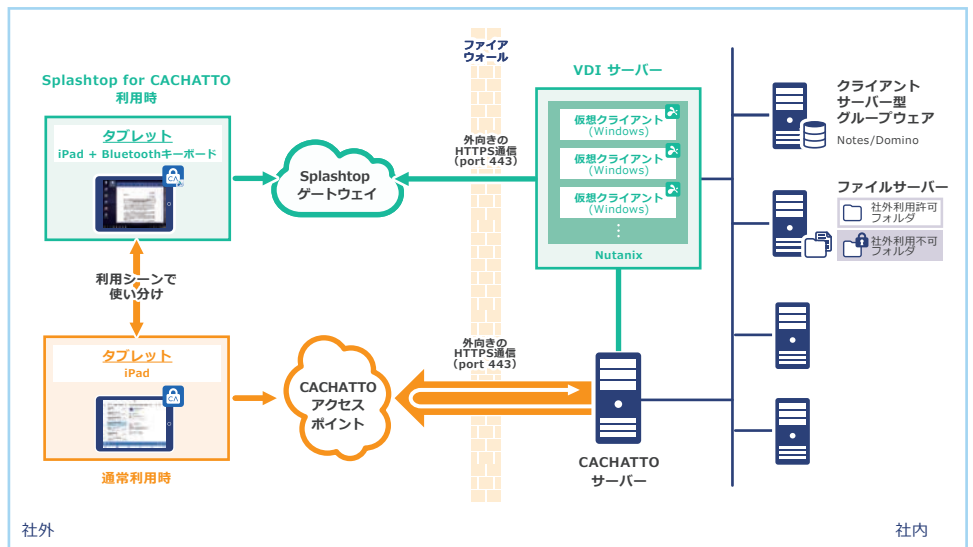 Splashtop for CACHATTO
利用時
タブレット
iPad + Bluetoothキーボード
CA
利用シーンで
使い分け
タブレット
iPad
CA
通常利用時
Splashtop
ゲートウェイ
CACHATTO
アクセス
ポイント
ファイア
ウォール
外向きの
HTTPS通信
(port 443)
外向きの
HTTPS通信
(port 443)
VDI サーバー
仮想クライアント
(Windows)
仮想クライアント
(Windows)
仮想クライアント
(Windows)
⋮
Nutanix
CACHATTO
サーバー
クライアント
サーバー型
グループウェア
Notes/Domino
ファイルサーバー
社外利用許可
フォルダ
社外利用不可
フォルダ
社外
社内